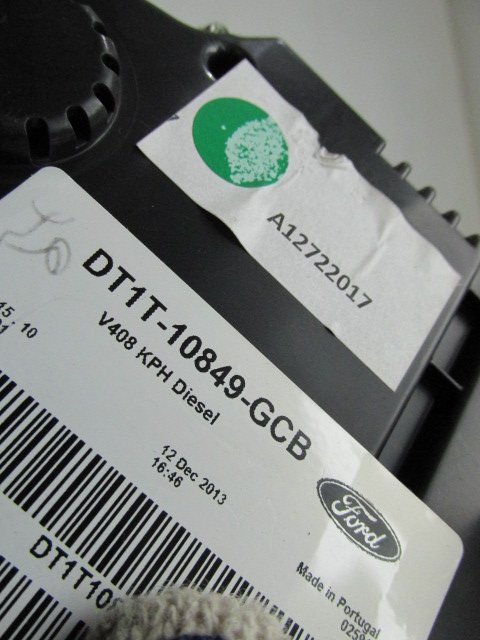 A12722017
DT1T-10849-GCB
V408 KPH Diesel
12 Dec 2013
16:46
Ford
Made in Portugal